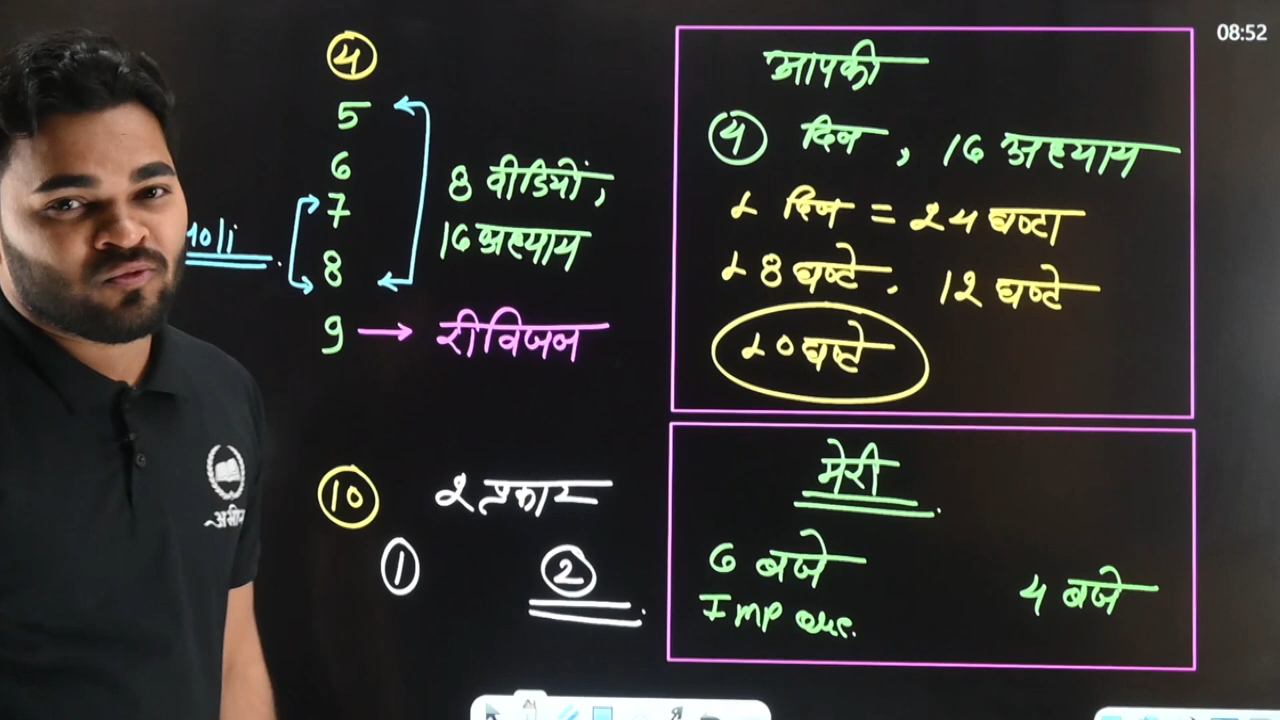 08:52
4
5
6
7
8
9 → रीविजन
Holi
8 वीडियों,
16 अध्याय
10 2 प्रकार
1 2
आपकी
4 दिन, 16 अध्याय
1 दिन = 24 घण्टा
18 घण्टे. 12 घण्टे
10 घण्टे
मेरी
6 बजे 4 बजे
Imp que.